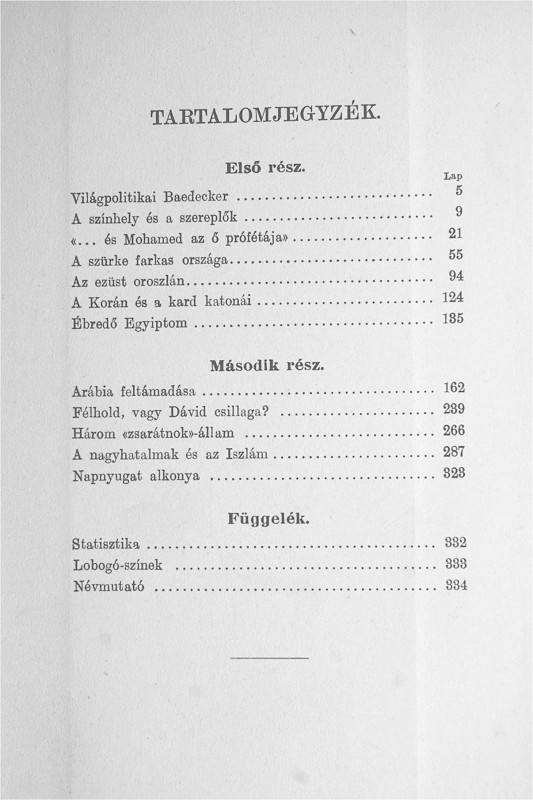 TARTALOMJEGYZÉK.
Első rész.
Lap
Világpolitikai Baedecker ........................ 5
A színhely és a szereplők ........................ 9
«... és Mohamed az ő prófétája» ........................ 21
A szürke farkas országa ........................ 55
Az ezüst oroszlán ........................ 94
A Korán és a kard katonái ........................ 124
Ébredő Egyiptom ........................ 135
Második rész.
Arábia feltámadása ........................ 162
Félhold, vagy Dávid csillaga? ........................ 239
Három «zsarátnok»-állam ........................ 266
A nagyhatalmak és az Iszlám ........................ 287
Napnyugat alkonya ........................ 323
Függelék.
Statisztika ........................ 332
Lobogó-színek ........................ 333
Névmutató ........................ 334